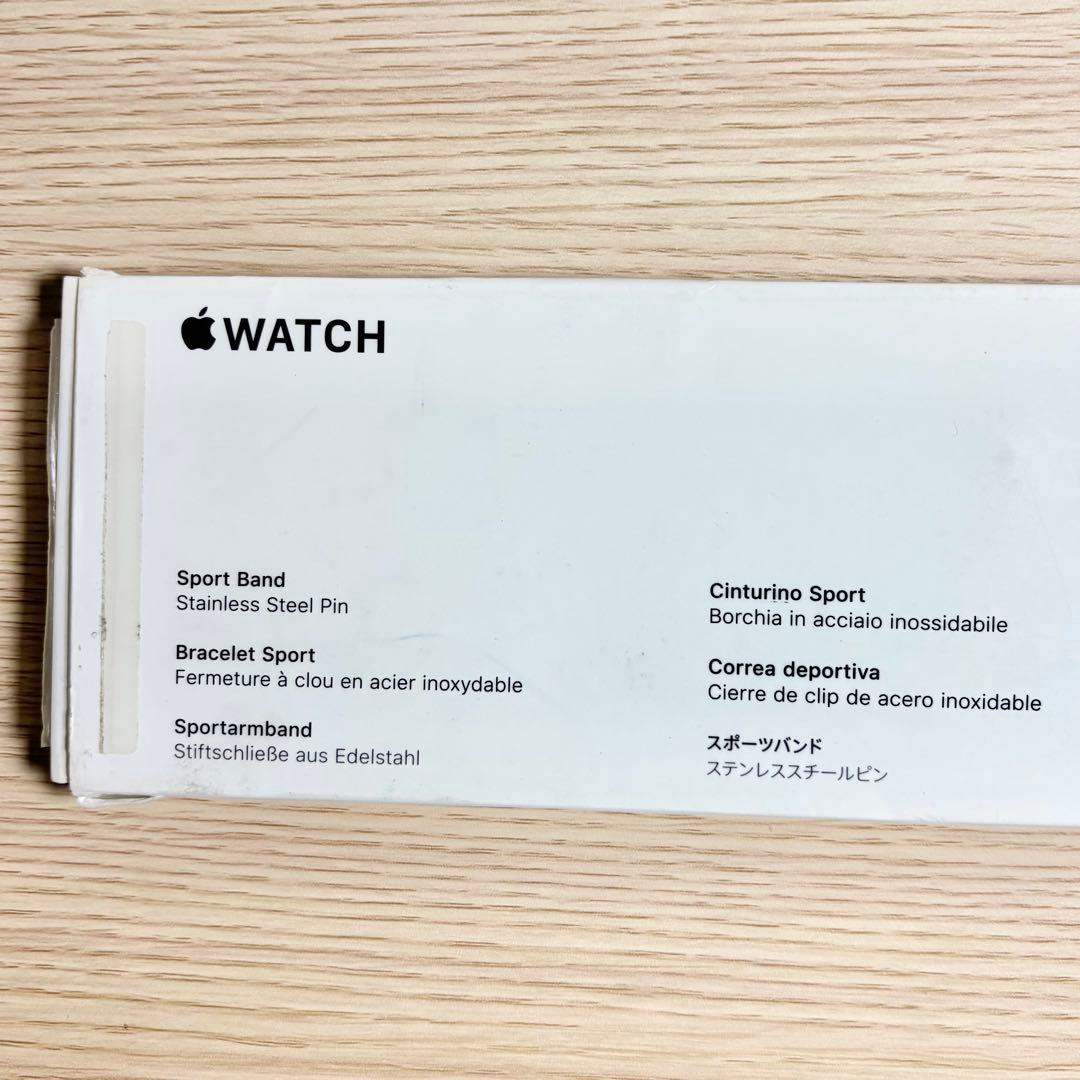 WATCH
Sport Band
Stainless Steel Pin
Bracelet Sport
Fermeture à clou en acier inoxydable
Sportarmband
Stiftschließe aus Edelstahl
Cinturino Sport
Borchia in acciaio inossidabile
Correa deportiva
Cierre de clip de acero inoxidable
スポーツバンド
ステンレススチールピン